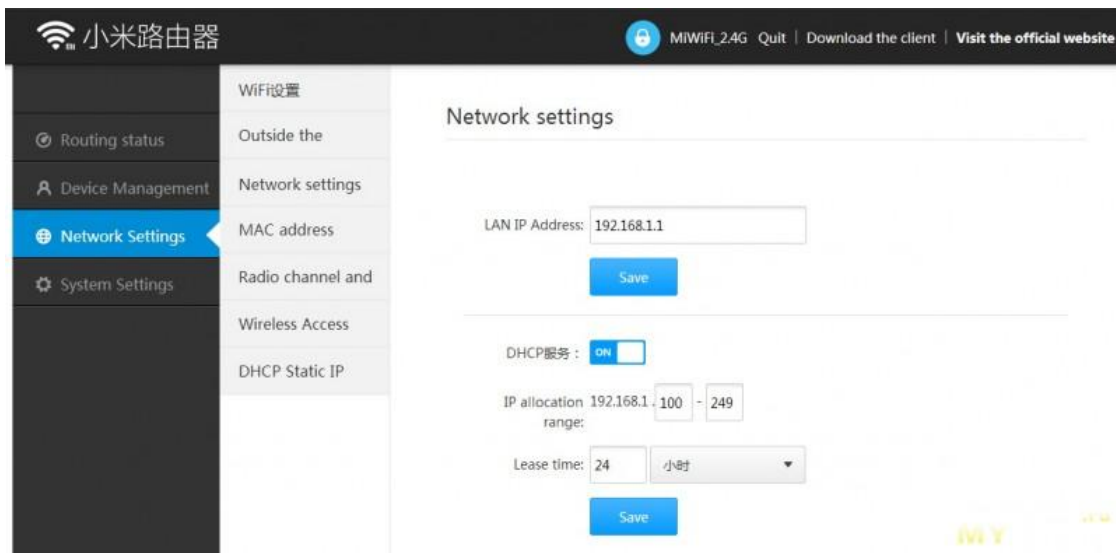 小米路由器
MiWiFi_2.4G Quit | Download the client | Visit the official website
Routing status
Device Management
Network Settings
System Settings
WiFi设置
Outside the
Network settings
MAC address
Radio channel and
Wireless Access
DHCP Static IP
Network settings
LAN IP Address: 192.168.1.1
Save
DHCP服务： ON
IP allocation 192.168.1. 100 - 249
range:
Lease time: 24 小时
Save
MY .ru